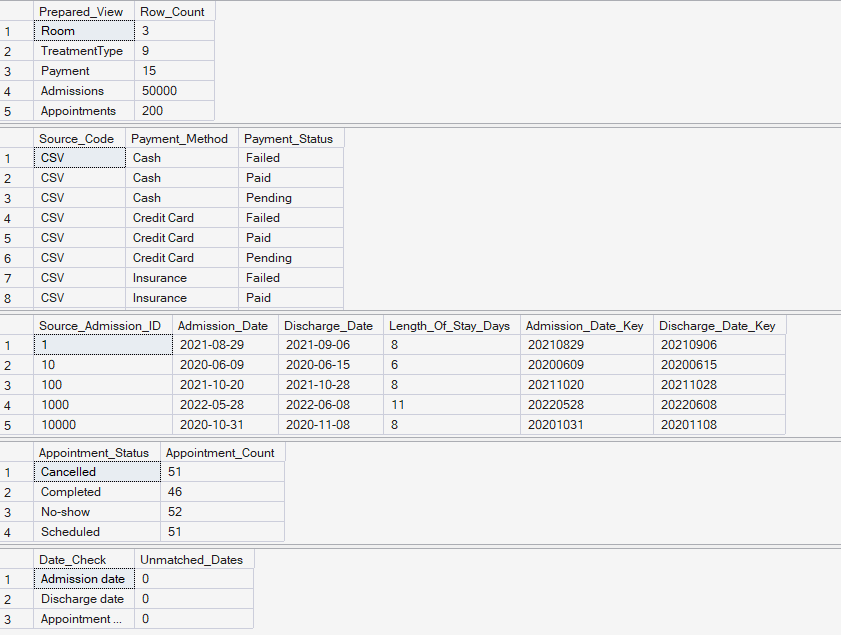 Prepared_View Row_Count
1 Room 3
2 TreatmentType 9
3 Payment 15
4 Admissions 50000
5 Appointments 200
Source_Code Payment_Method Payment_Status
1 CSV Cash Failed
2 CSV Cash Paid
3 CSV Cash Pending
4 CSV Credit Card Failed
5 CSV Credit Card Paid
6 CSV Credit Card Pending
7 CSV Insurance Failed
8 CSV Insurance Paid
Source_Admission_ID Admission_Date Discharge_Date Length_Of_Stay_Days Admission_Date_Key Discharge_Date_Key
1 1 2021-08-29 2021-09-06 8 20210829 20210906
2 10 2020-06-09 2020-06-15 6 20200609 20200615
3 100 2021-10-20 2021-10-28 8 20211020 20211028
4 1000 2022-05-28 2022-06-08 11 20220528 20220608
5 10000 2020-10-31 2020-11-08 8 20201031 20201108
Appointment_Status Appointment_Count
1 Cancelled 51
2 Completed 46
3 No-show 52
4 Scheduled 51
Date_Check Unmatched_Dates
1 Admission date 0
2 Discharge date 0
3 Appointment ... 0